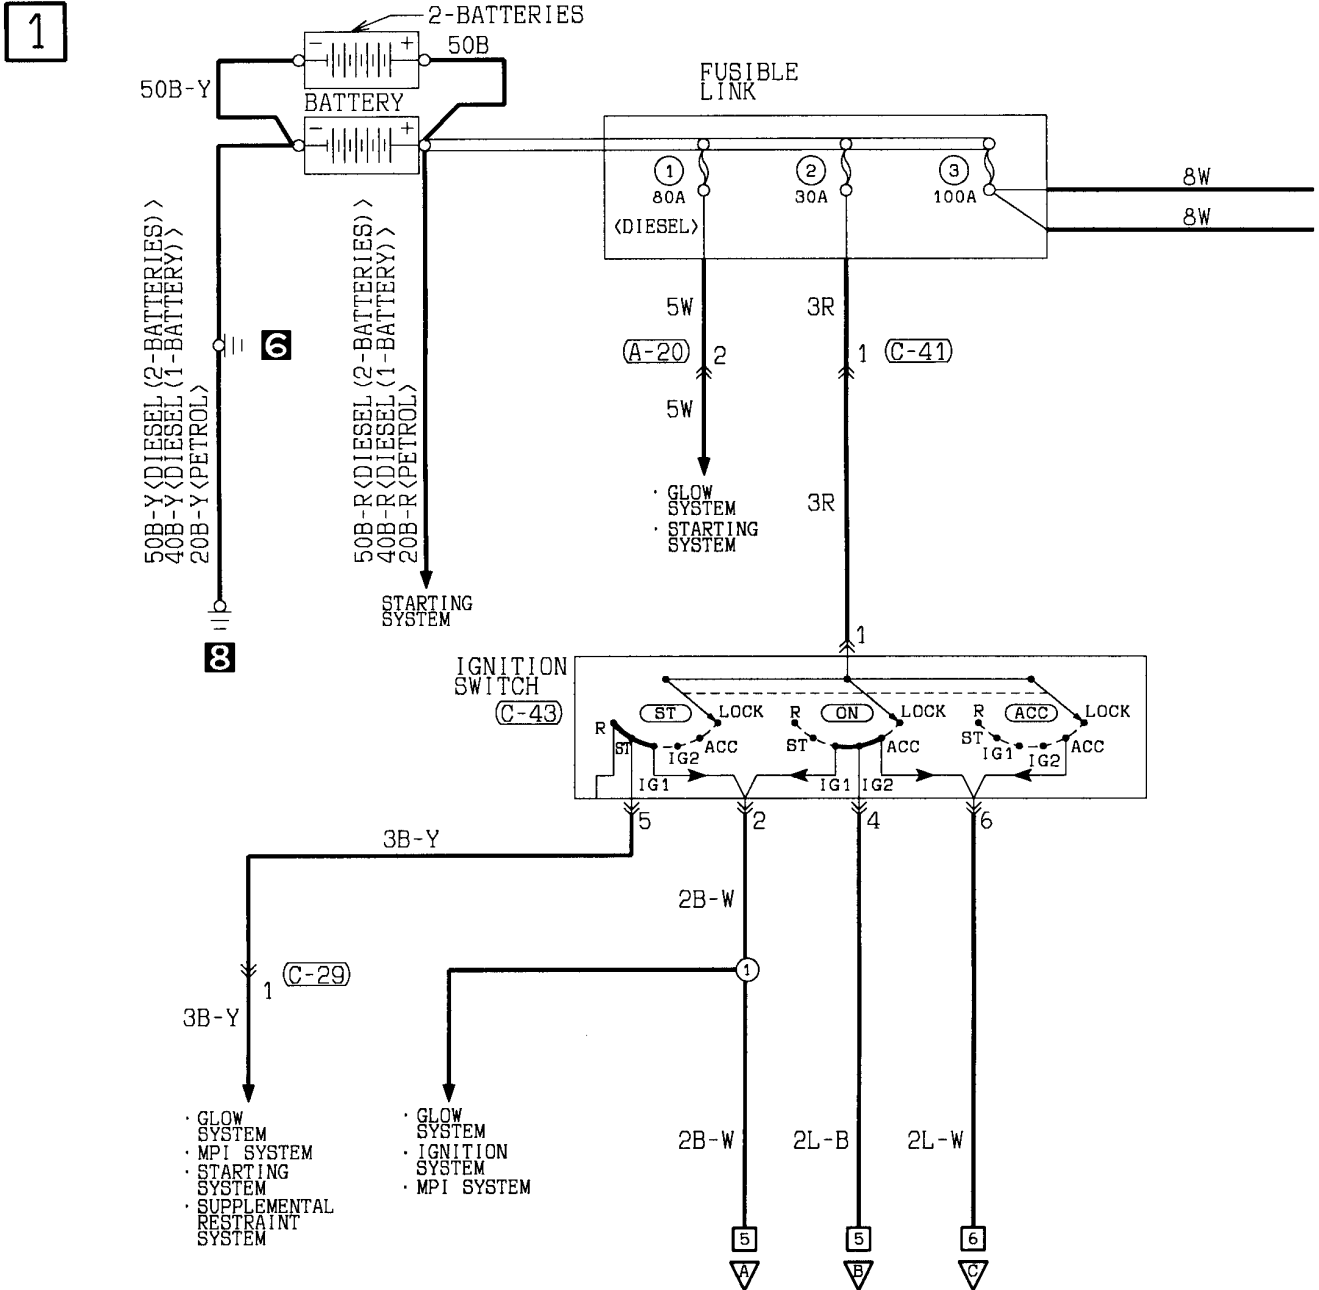 1
2-BATTERIES
50B
50B-Y
- +
BATTERY
- +
FUSIBLE
LINK
1
80A
2
30A
3
100A
<DIESEL>
8W
8W
50B-Y<DIESEL(2-BATTERIES)>
40B-Y<DIESEL(1-BATTERY)>
20B-Y<PETROL>
50B-R<DIESEL(2-BATTERIES)>
40B-R<DIESEL(1-BATTERY)>
20B-R<PETROL>
6
8
STARTING
SYSTEM
5W
A-20
2
5W
· GLOW
SYSTEM
· STARTING
SYSTEM
3R
1
C-41
3R
1
IGNITION
SWITCH
C-43
R
ST
LOCK
ST
IG1
IG2
ACC
R
ON
LOCK
ST
IG1
IG2
ACC
R
ACC
LOCK
ST
IG1
IG2
ACC
5
2
4
6
3B-Y
2B-W
1
C-29
1
3B-Y
2B-W
2L-B
2L-W
· GLOW
SYSTEM
· MPI SYSTEM
· STARTING
SYSTEM
· SUPPLEMENTAL
RESTRAINT
SYSTEM
· GLOW
SYSTEM
· IGNITION
SYSTEM
· MPI SYSTEM
5
5
6
A
B
C